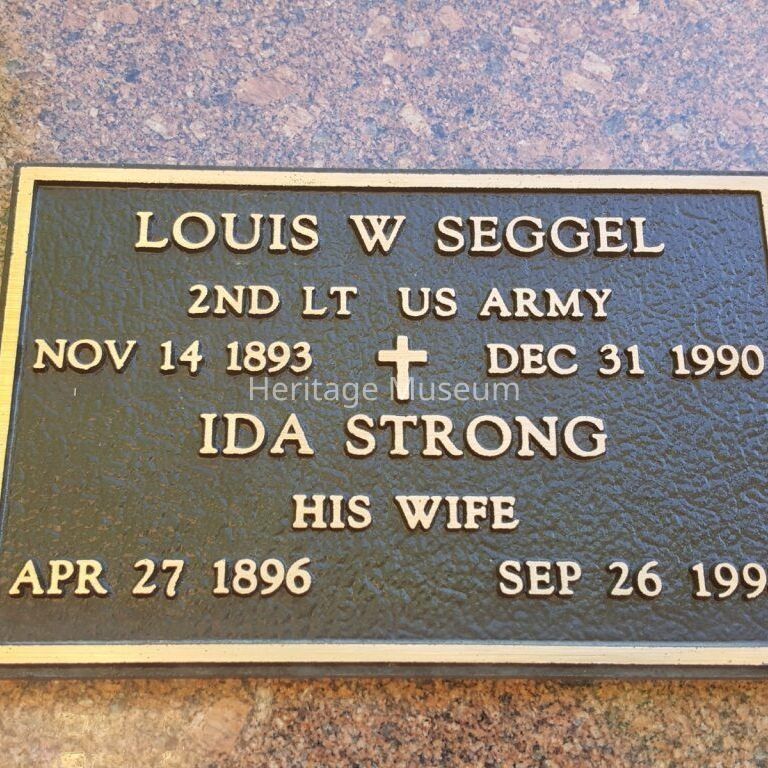 LOUIS W SEGGEL
2ND LT US ARMY
NOV 14 1893 DEC 31 1990
Heritage Museum
IDA STRONG
HIS WIFE
APR 27 1896 SEP 26